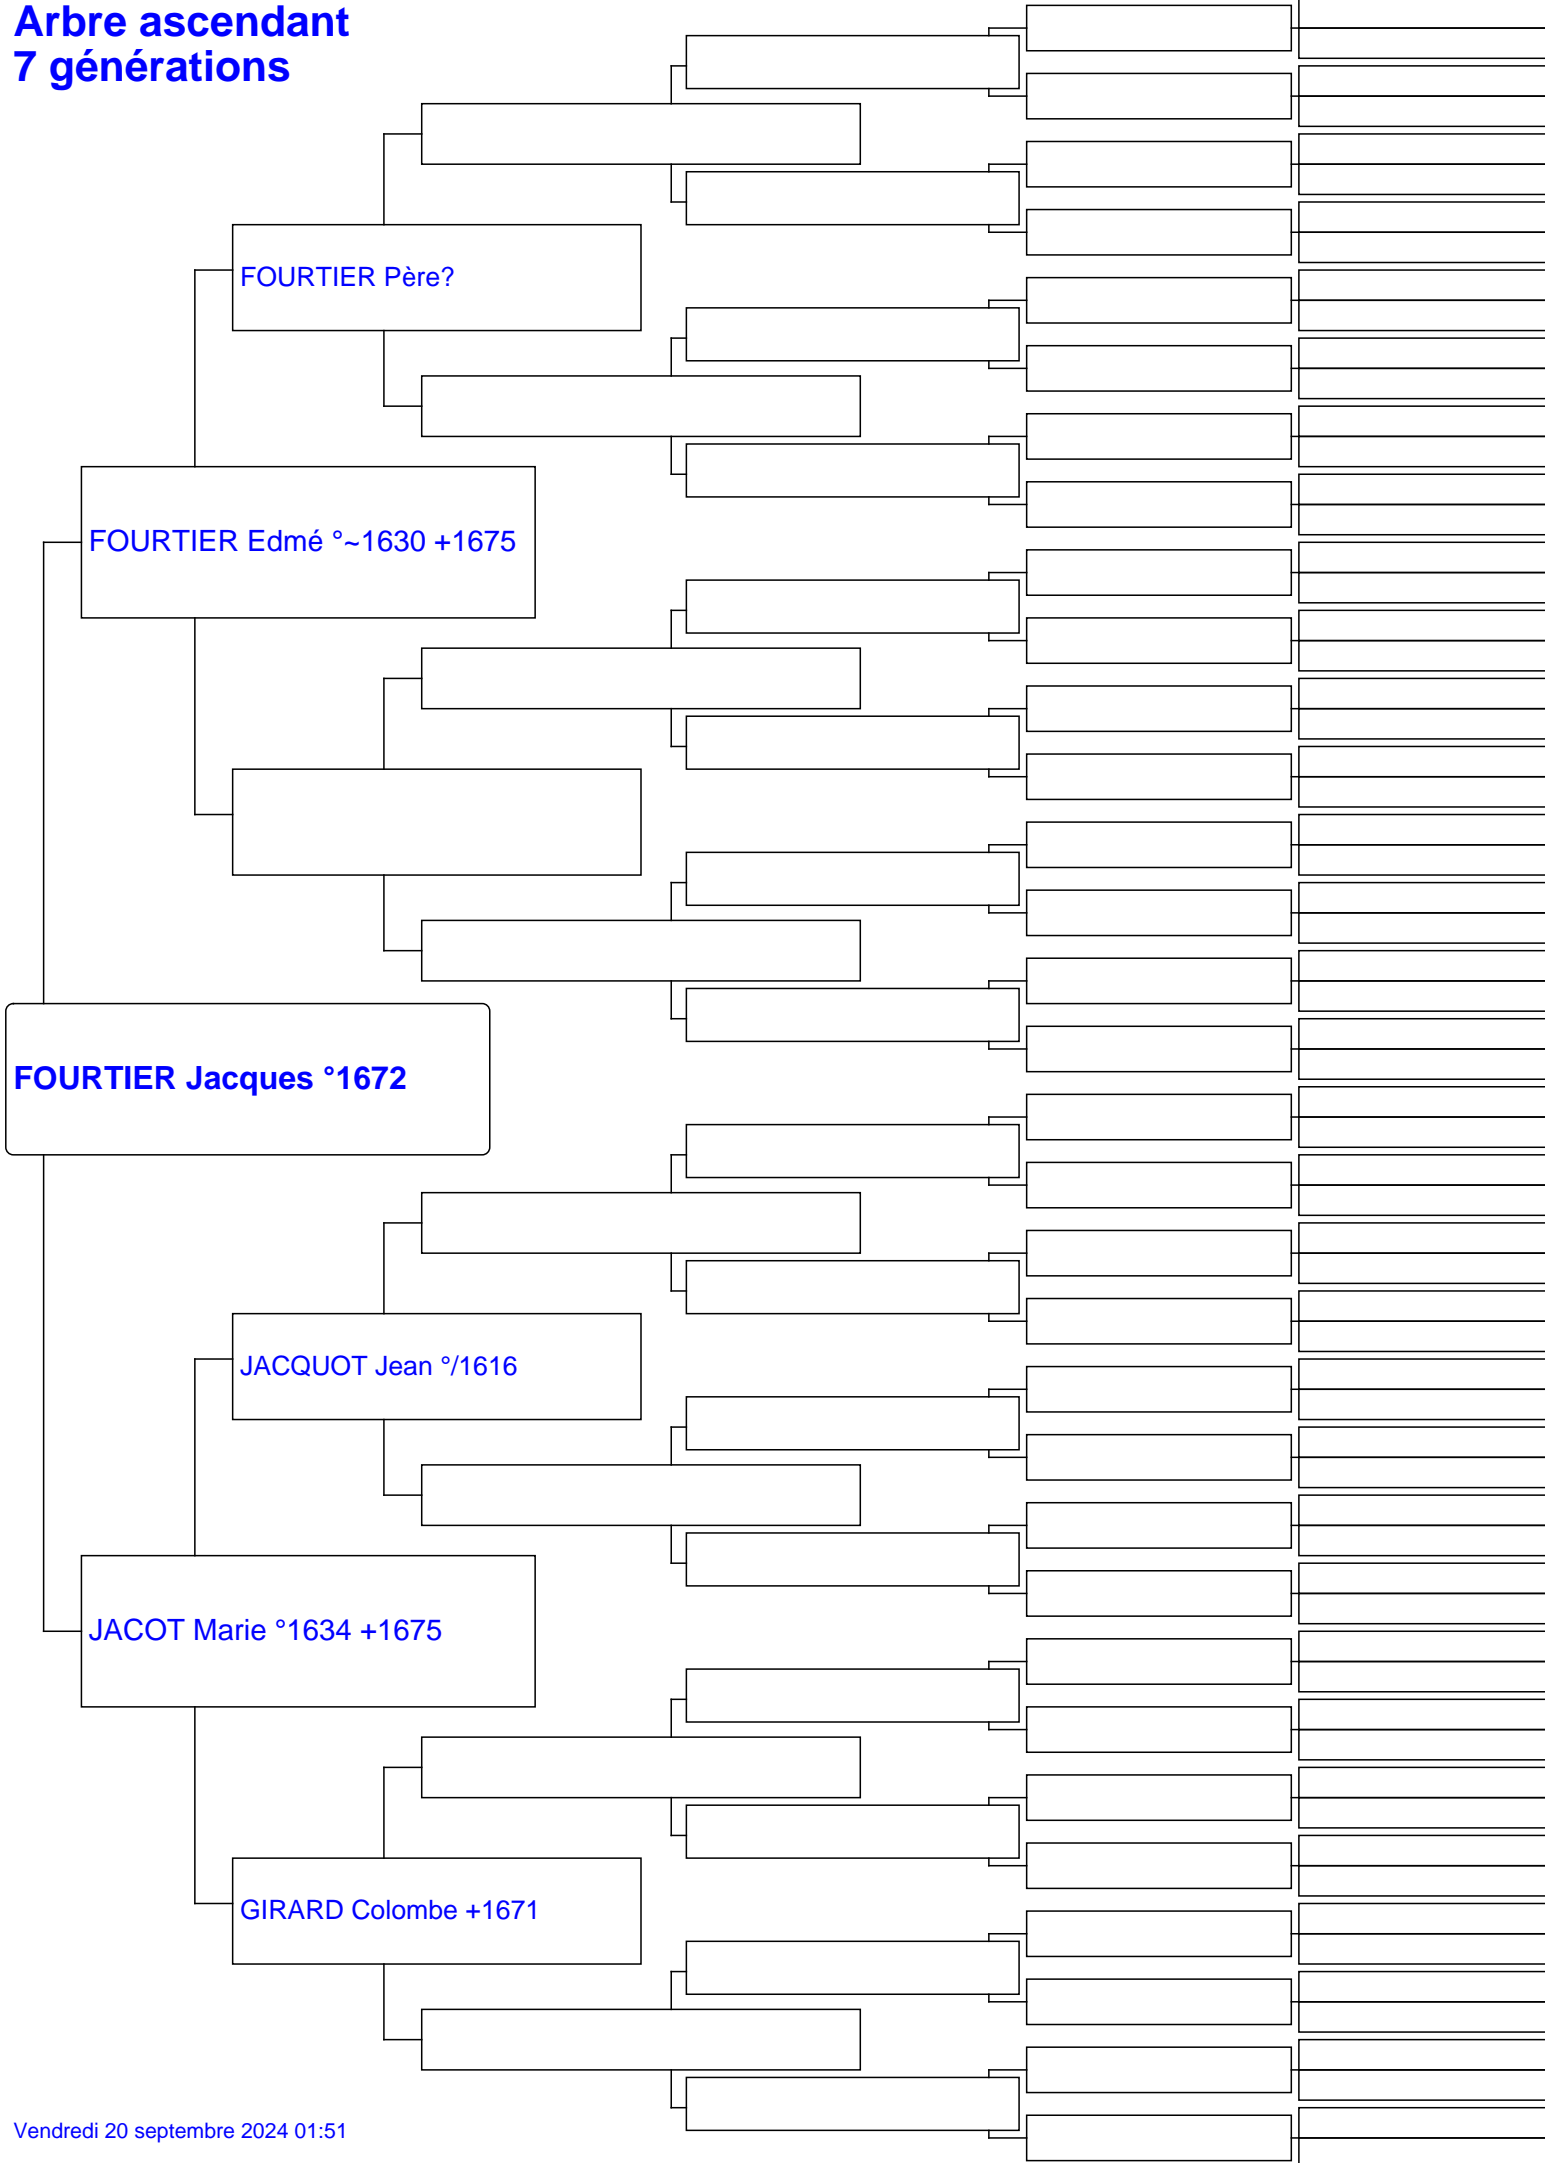 Arbre ascendant
7 générations
FOURTIER Père?
FOURTIER Edmé °~1630 +1675
FOURTIER Jacques °1672
JACQUOT Jean °/1616
JACOT Marie °1634 +1675
GIRARD Colombe +1671
Vendredi 20 septembre 2024 01:51